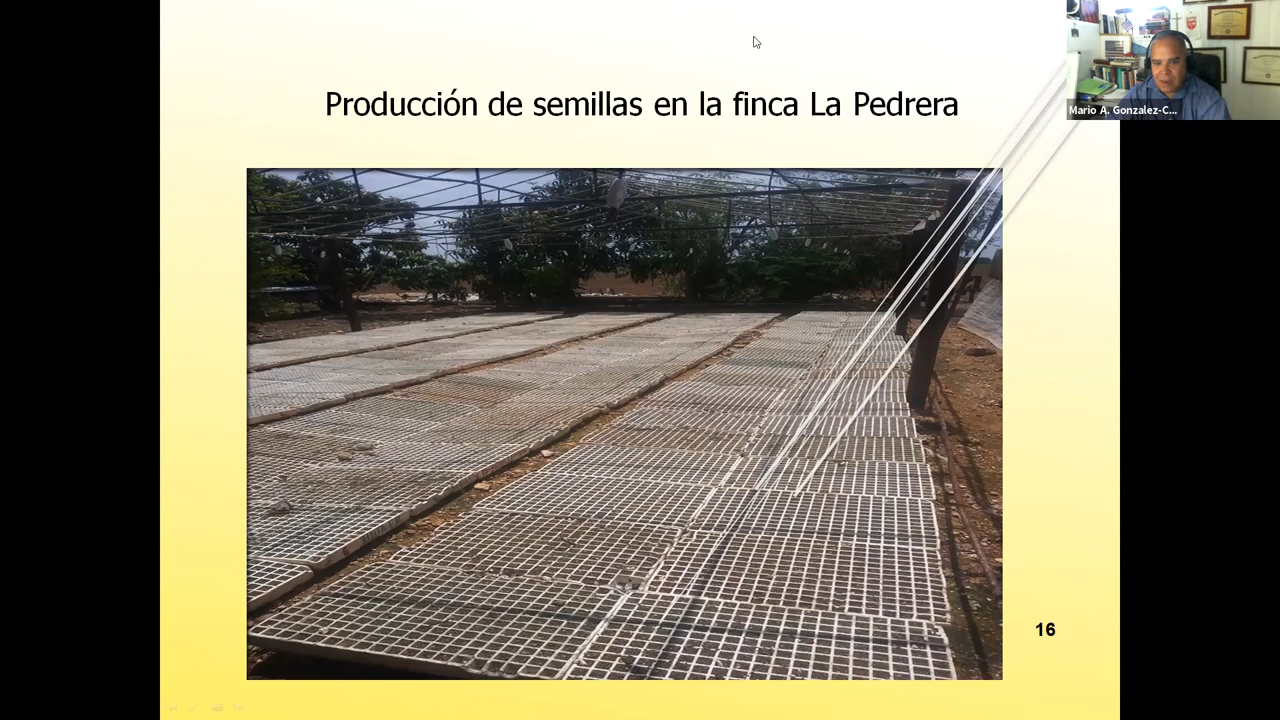 Producción de semillas en la finca La Pedrera
Mario A. Gonzalez-C...
16